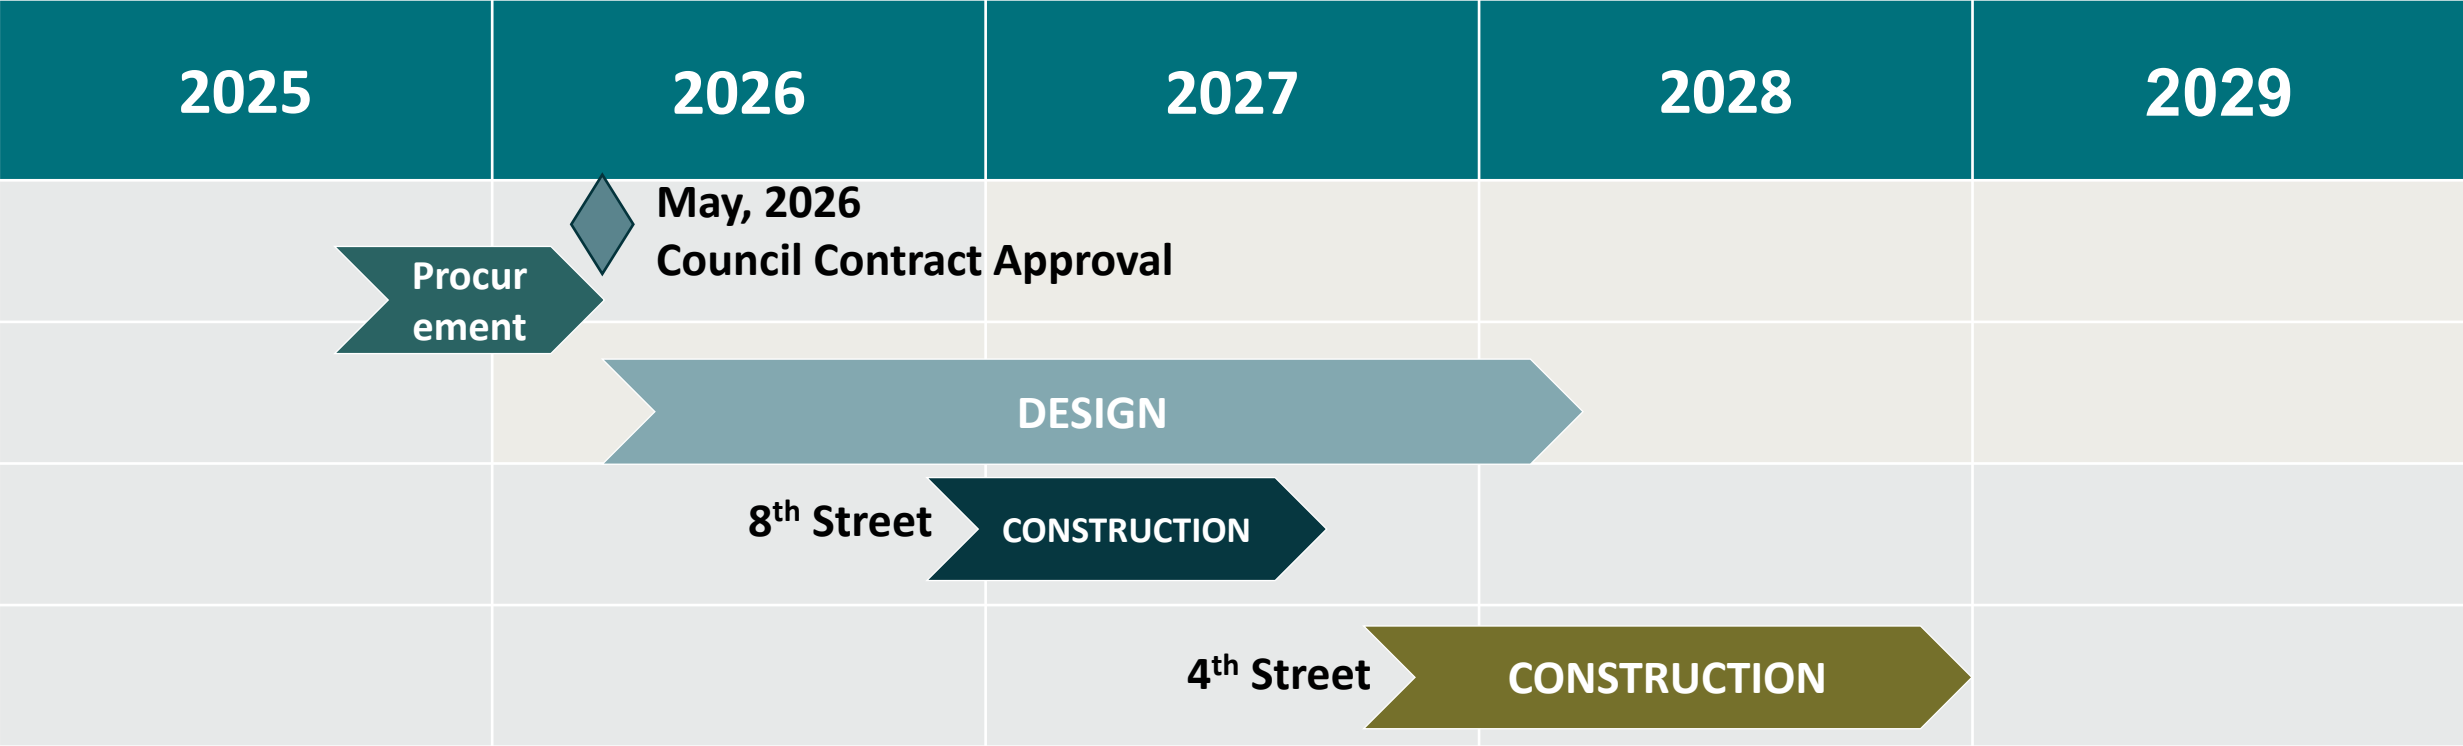 2025 2026 2027 2028 2029
May, 2026
Council Contract Approval
Procur
ement
DESIGN
8th Street CONSTRUCTION
4th Street CONSTRUCTION